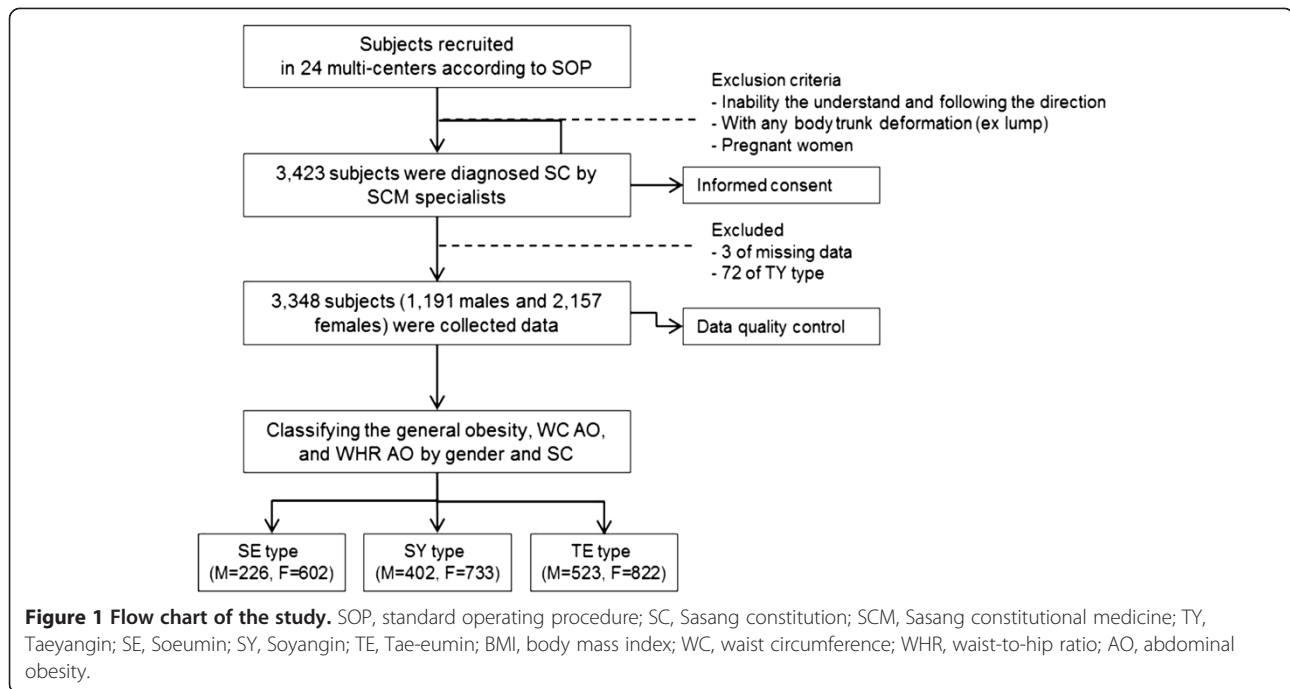 Subjects recruited
in 24 multi-centers according to SOP
Exclusion criteria
- Inability the understand and following the direction
- With any body trunk deformation (ex lump)
- Pregnant women
3,423 subjects were diagnosed SC by
SCM specialists
Informed consent
Excluded
- 3 of missing data
- 72 of TY type
3,348 subjects (1,191 males and 2,157
females) were collected data
Data quality control
Classifying the general obesity, WC AO,
and WHR AO by gender and SC
SE type
(M=226, F=602)
SY type
(M=402, F=733)
TE type
(M=523, F=822)
Figure 1 Flow chart of the study. SOP, standard operating procedure; SC, Sasang constitution; SCM, Sasang constitutional medicine; TY,
Taeyangin; SE, Soeumin; SY, Soyangin; TE, Tae-eumin; BMI, body mass index; WC, waist circumference; WHR, waist-to-hip ratio; AO, abdominal
obesity.